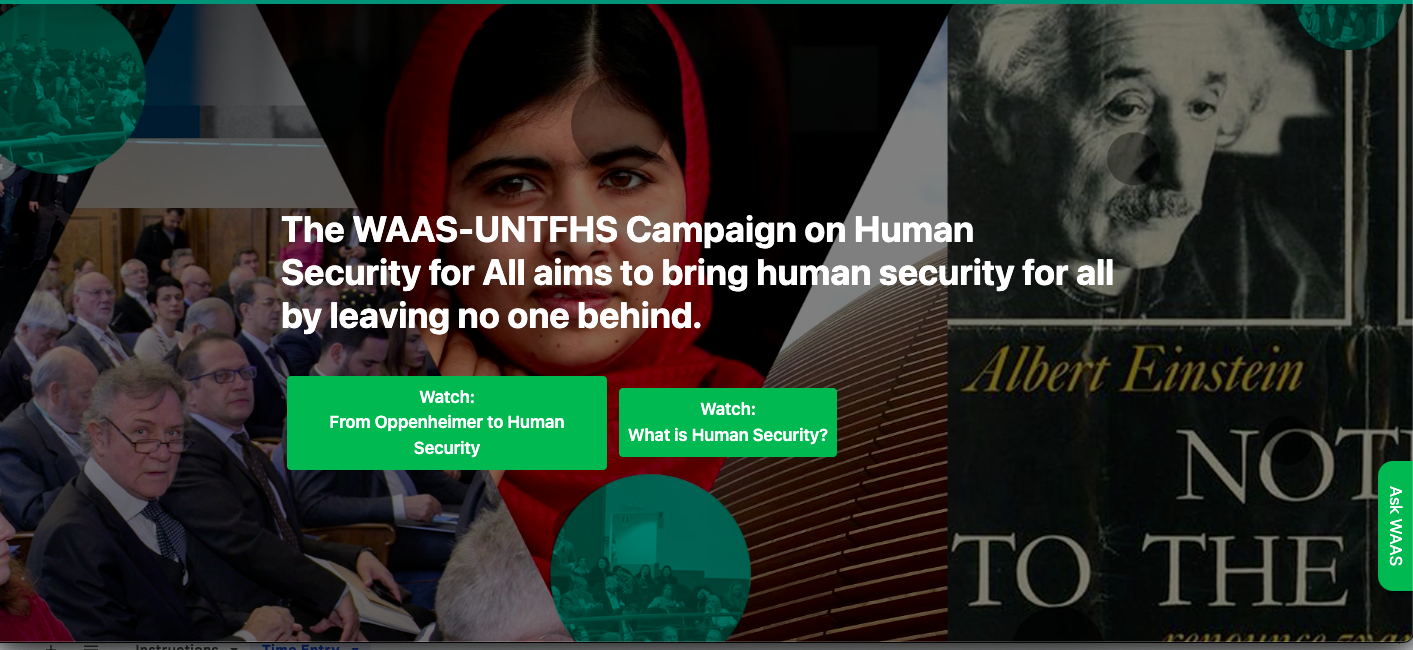 The WAAS-UNTFHS Campaign on Human
Security for All aims to bring human security for all
by leaving no one behind.
Watch:
From Oppenheimer to Human
Security
Watch:
What is Human Security?
Albert Einstein
NOT
TO THE
Ask WAAS
Instructions
Time Entry